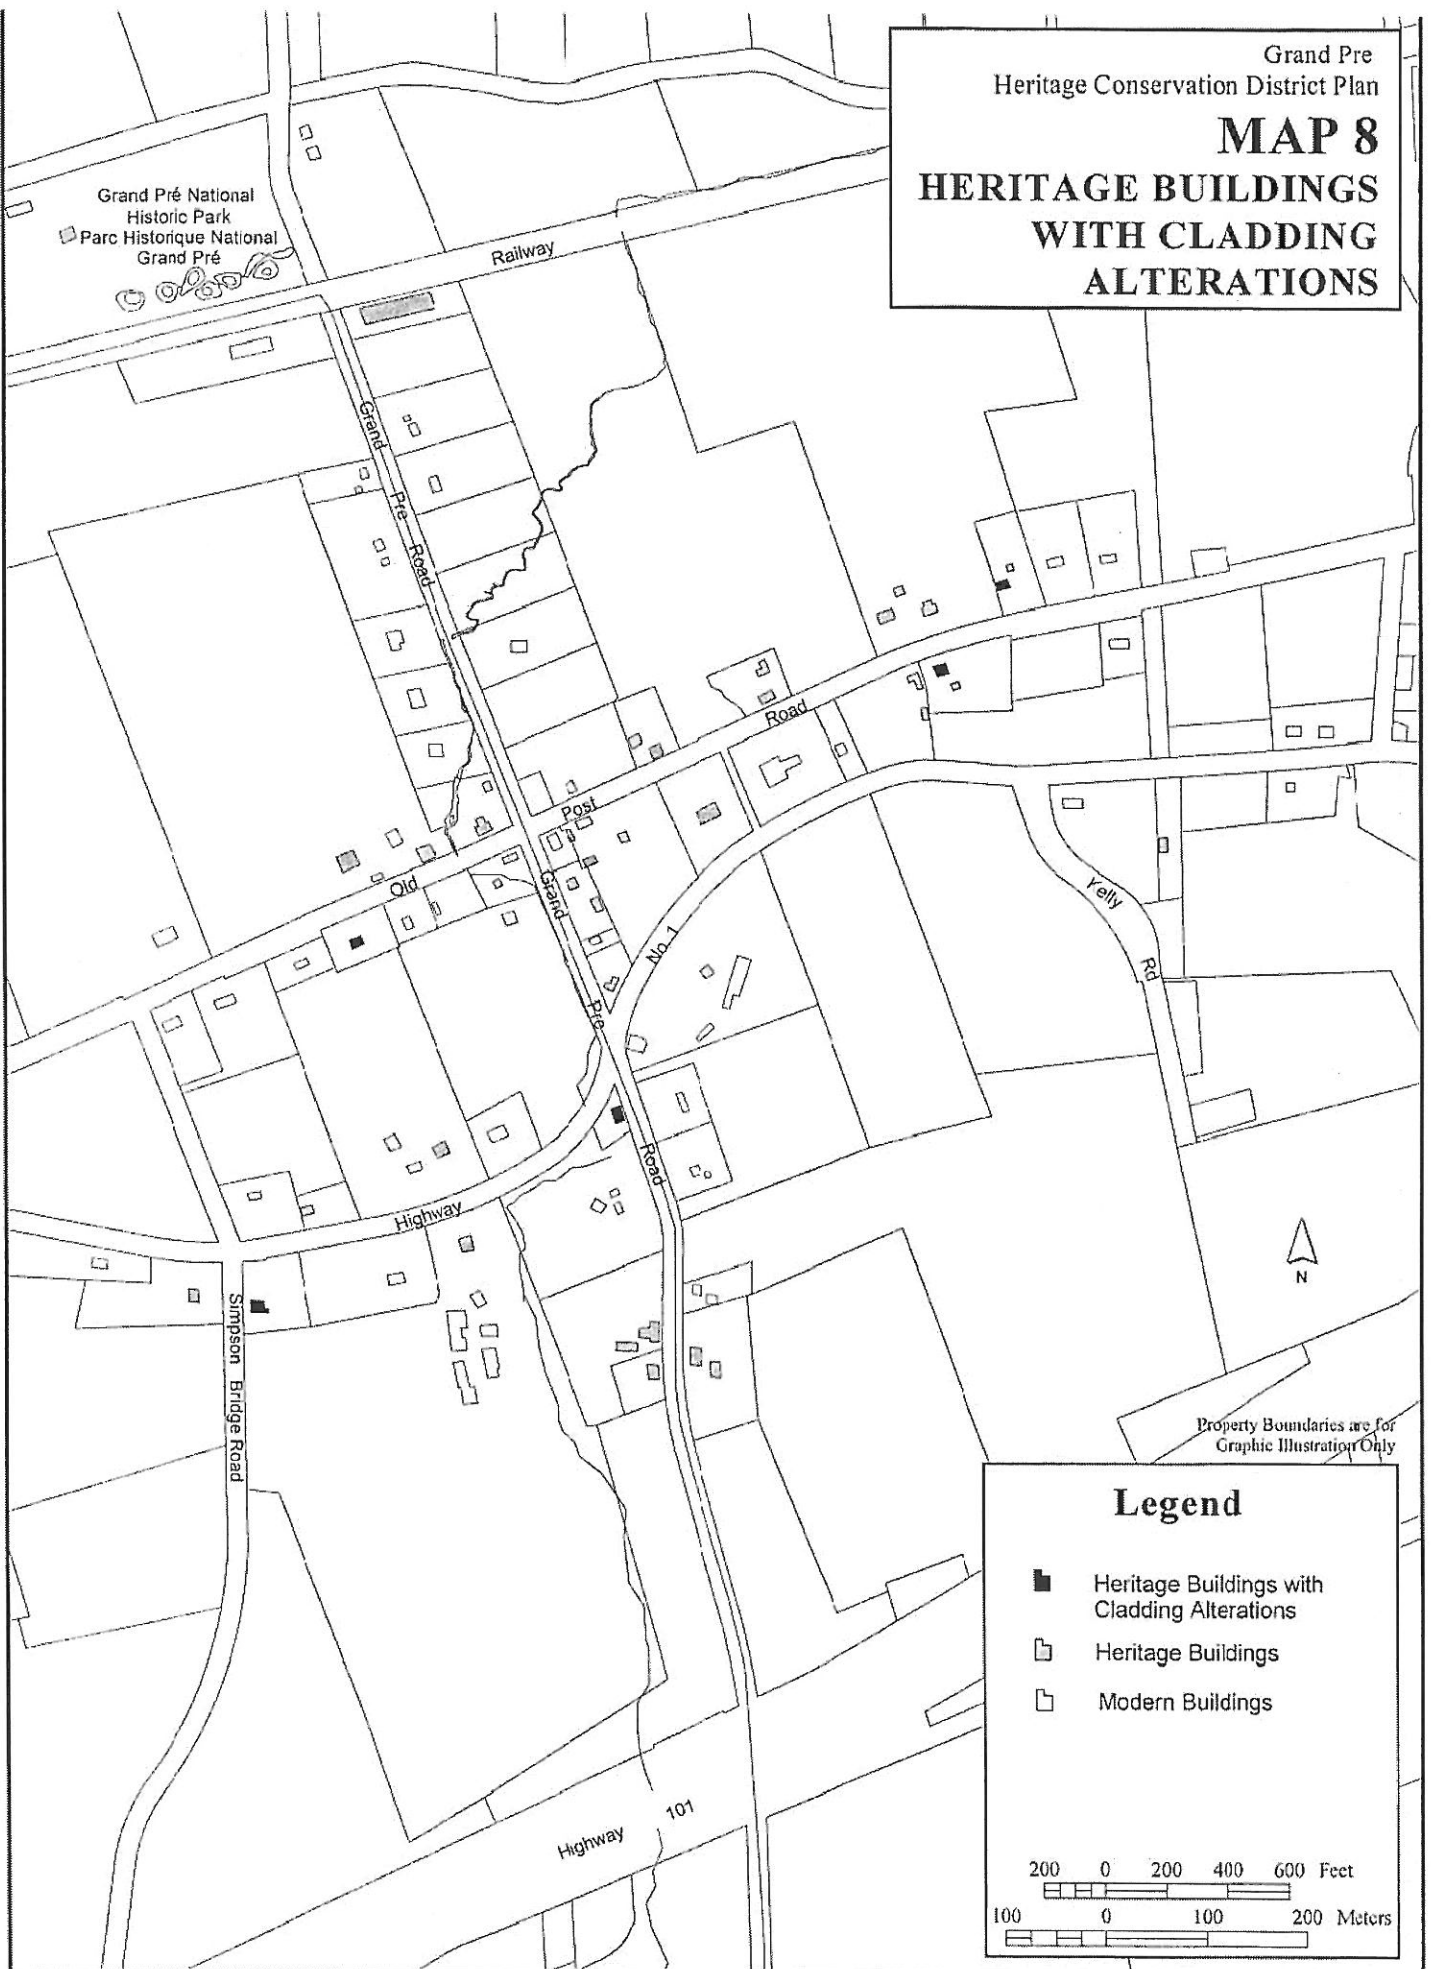 Grand Pre
Heritage Conservation District Plan
MAP 8
HERITAGE BUILDINGS
WITH CLADDING
ALTERATIONS
Grand Pré National
Historic Park
Parc Historique National
Grand Pré
Railway
Grand
Pre
Road
Road
Post
Old
Grand
Pre
Road
No. 1
Kelly
Rd
Highway
Simpson Bridge Road
N
Property Boundaries are for
Graphic Illustration Only
Legend
Heritage Buildings with
Cladding Alterations
Heritage Buildings
Modern Buildings
Highway 101
200 0 200 400 600 Feet
100 0 100 200 Meters